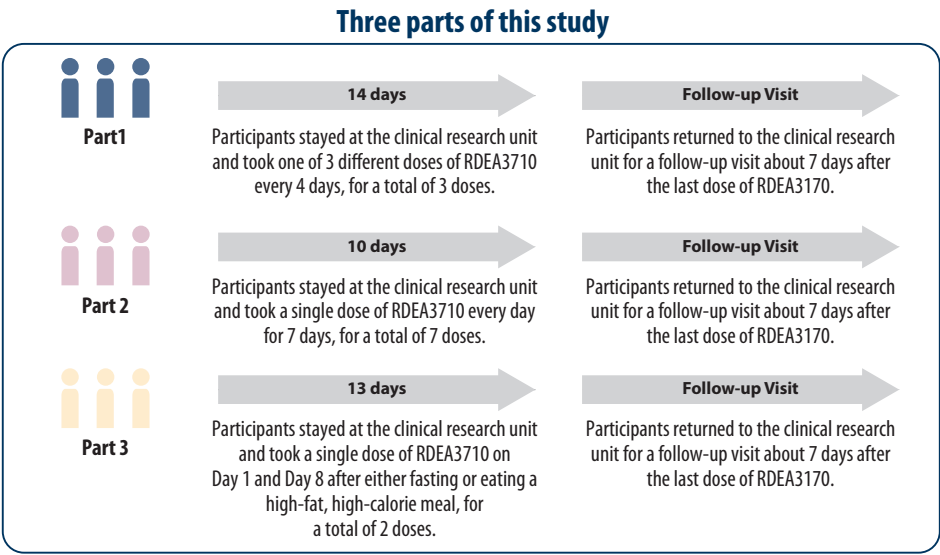 Three parts of this study
Part1
14 days
Participants stayed at the clinical research unit
and took one of 3 different doses of RDEA3710
every 4 days, for a total of 3 doses.
Follow-up Visit
Participants returned to the clinical research
unit for a follow-up visit about 7 days after
the last dose of RDEA3170.
Part 2
10 days
Participants stayed at the clinical research unit
and took a single dose of RDEA3710 every day
for 7 days, for a total of 7 doses.
Follow-up Visit
Participants returned to the clinical research
unit for a follow-up visit about 7 days after
the last dose of RDEA3170.
Part 3
13 days
Participants stayed at the clinical research unit
and took a single dose of RDEA3710 on
Day 1 and Day 8 after either fasting or eating a
high-fat, high-calorie meal, for
a total of 2 doses.
Follow-up Visit
Participants returned to the clinical research
unit for a follow-up visit about 7 days after
the last dose of RDEA3170.